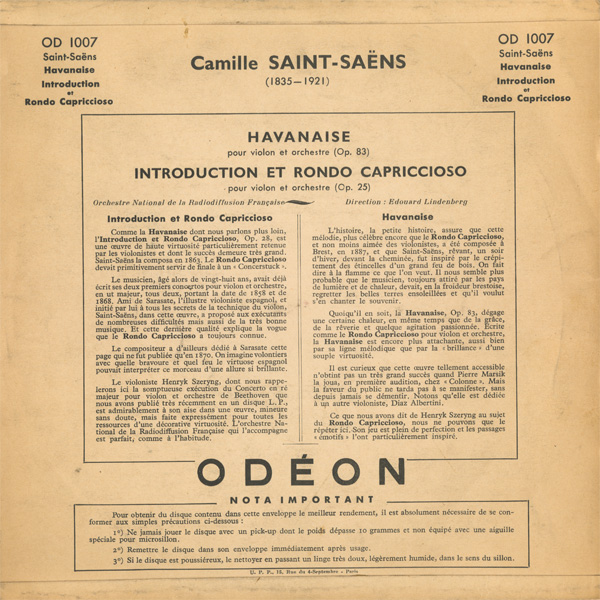 OD 1007
Saint-Saëns
Havanaise
Introduction
et
Rondo Capriccioso
Camille SAINT-SAËNS
(1835-1921)
OD 1007
Saint-Saëns
Havanaise
Introduction
et
Rondo Capriccioso
HAVANAISE
pour violon et orchestre (Op. 83)
INTRODUCTION ET RONDO CAPRICCIOSO
pour violon et orchestre (Op. 25)
Orchestre National de la Radiodiffusion Française
Direction : Edouard Lindenberg
Introduction et Rondo Capriccioso
Comme la Havanaise dont nous parlons plus loin,
l'Introduction et Rondo Capriccioso, Op. 28, est
une œuvre de haute virtuosité particulièrement retenue
par les violonistes et dont le succès demeure très grand.
Saint-Saëns la composa en 1863. Le Rondo Capriccioso
devait primitivement servir de finale à un « Concerstuck ».
Le musicien, âgé alors de vingt-huit ans, avait déjà
écrit ses deux premiers concertos pour violon et orchestre,
en ut majeur, tous deux, portant la date de 1858 et de
1868. Ami de Sarasate, l'illustre violoniste espagnol, et
initié par lui à tous les secrets de la technique du violon,
Saint-Saëns, dans cette œuvre, a proposé aux exécutants
de nombreuses difficultés mais aussi de la très bonne
musique. Et cette dernière qualité explique la vogue
que le Rondo Capriccioso a toujours connue.
Le compositeur a d'ailleurs dédié à Sarasate cette
page qui ne fut publiée qu'en 1870. On imagine volontiers
avec quelle bravoure et quel feu le virtuose espagnol
pouvait interpréter ce morceau d'une allure si brillante.
Le violoniste Henryk Szeryng, dont nous rappe-
lerons ici la somptueuse exécution du Concerto en ré
majeur pour violon et orchestre de Beethoven que
nous avons publié très récemment en un disque L.P.,
est admirablement à son aise dans une œuvre, mineure
sans doute, mais faite expressément pour toutes les
ressources d'une décorative virtuosité. L'orchestre Na-
tional de la Radiodiffusion Française qui l'accompagne
est parfait, comme à l'habitude.
Havanaise
L'histoire, la petite histoire, assure que cette
mélodie, plus célèbre encore que le Rondo Capriccioso,
et non moins aimée des violonistes, a été composée à
Brest, en 1887, et que Saint-Saëns, rêvant, un soir
d'hiver, devant la cheminée, fut inspiré par le crépi-
tement des étincelles d'un grand feu de bois. On fait
dire à la flamme ce que l'on veut. Il nous semble plus
probable que le musicien, toujours attiré par les pays
de lumière et de chaleur, devait, en la froideur brestoise,
regretter les belles terres ensoleillées et qu'il voulut
s'en chanter le souvenir.
Quoiqu'il en soit, la Havanaise, Op. 83, dégage
une certaine chaleur, en même temps que de la grâce,
de la rêverie et quelque agitation passionnée. Écrite
comme le Rondo Capriccioso pour violon et orchestre,
la Havanaise est encore plus attachante, aussi bien
par sa ligne mélodique que par la « brillance » d'une
souple virtuosité.
Il est curieux que cette œuvre tellement accessible
n'obtint pas un très grand succès quand Pierre Marsik
la joua, en première audition, chez « Colonne ». Mais
la faveur du public ne tarda pas à se manifester, sans
depuis jamais se démentir. Notons qu'elle est dédiée
à un autre violoniste, Diaz Albertini.
Ce que nous avons dit de Henryk Szeryng au sujet
du Rondo Capriccioso, nous ne pouvons que le
répéter ici. Son jeu est plein de perfection et les passages
« émotifs » l'ont particulièrement inspiré.
ODÉON
NOTA IMPORTANT
Pour obtenir du disque contenu dans cette enveloppe le meilleur rendement, il est absolument nécessaire de se con-
former aux simples précautions ci-dessous :
1°) Ne jamais jouer le disque avec un pick-up dont le poids dépasse 10 grammes et non équipé avec une aiguille
spéciale pour microsillon.
2°) Remettre le disque dans son enveloppe immédiatement après usage.
3°) Si le disque est poussiéreux, le nettoyer en passant un linge très doux, légèrement humide, dans le sens du sillon.
U. P. P., 12, Rue du 4-Septembre - Paris